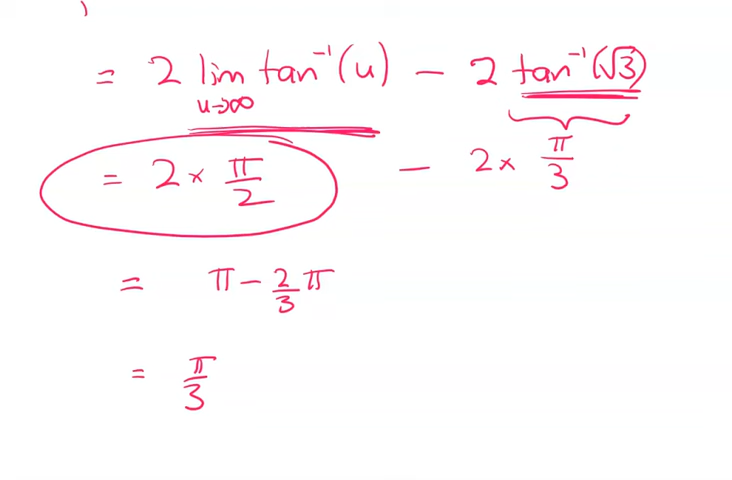 )
= 2 lim tan⁻¹(u) − 2 tan⁻¹(√3)
u→∞
= 2 × π/2 − 2 × π/3
= π − 2/3 π
= π/3